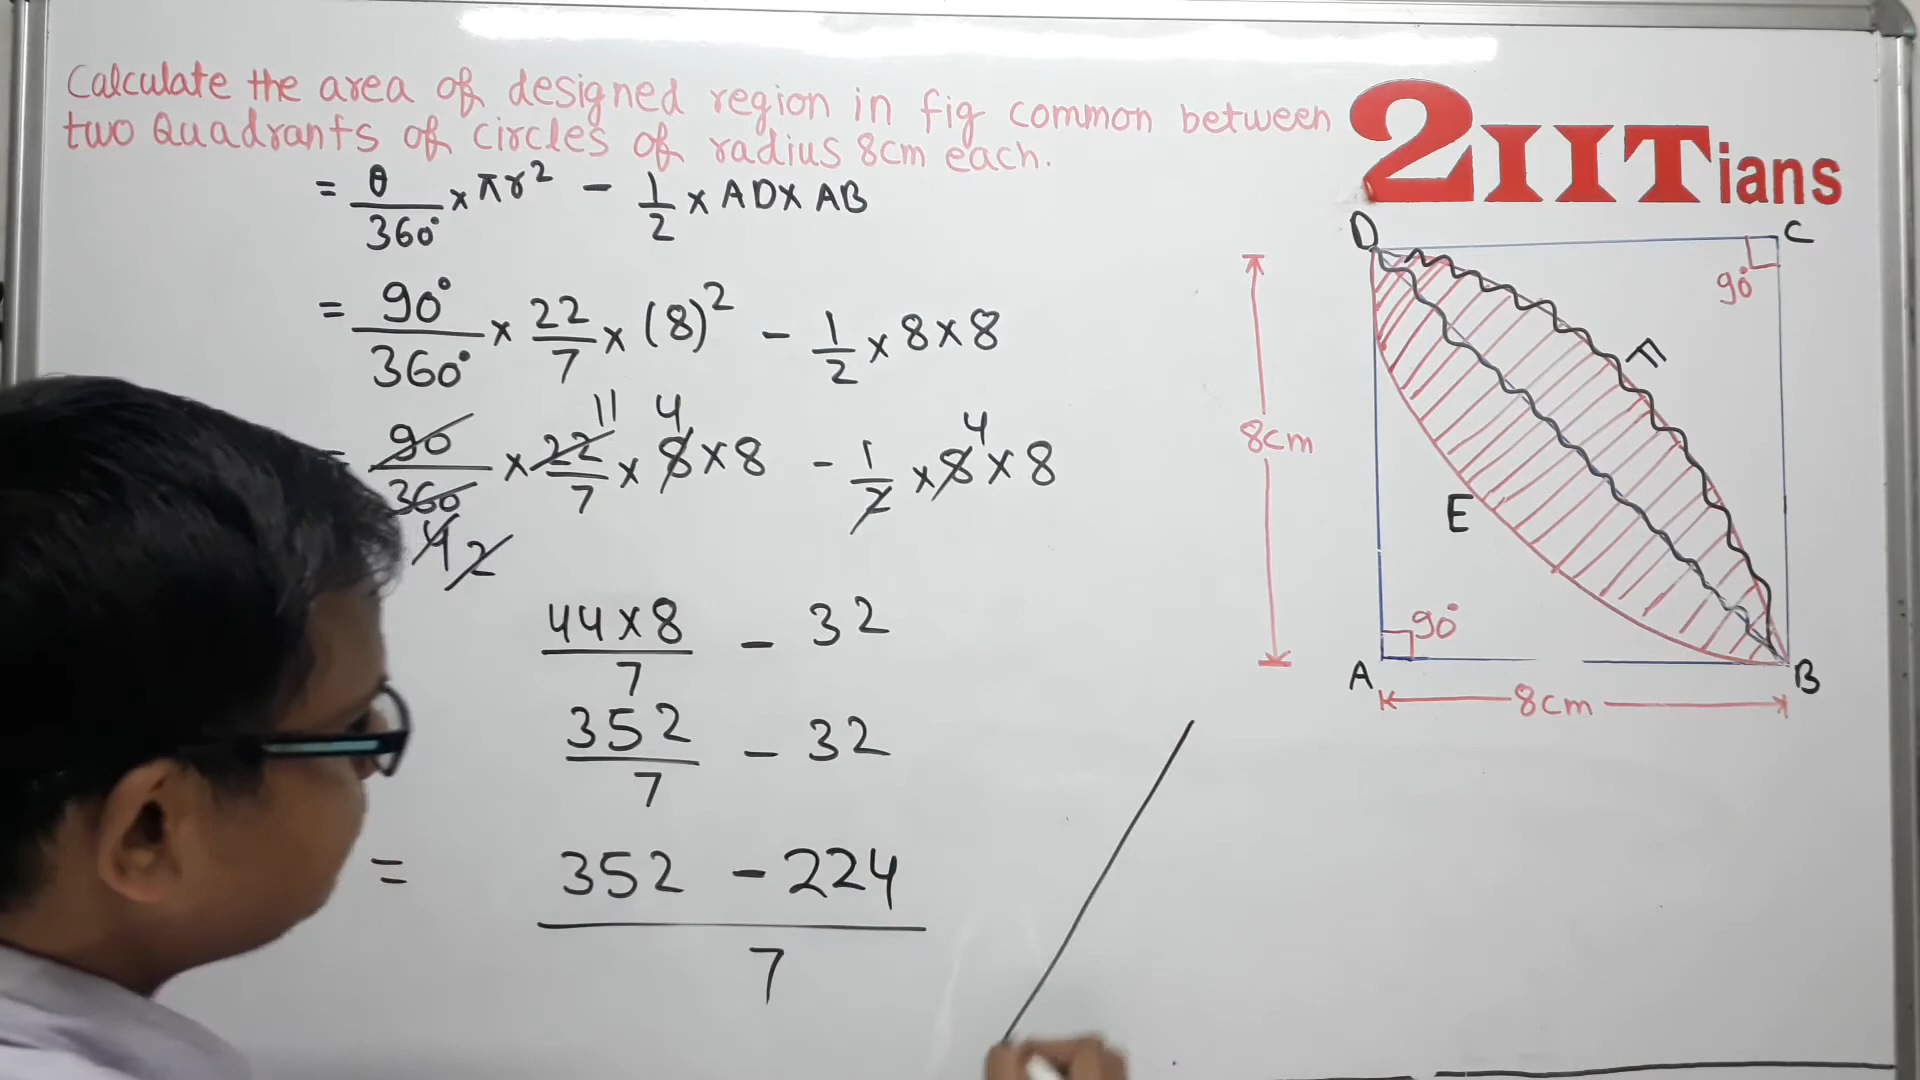 Calculate the area of designed region in fig common between
two Quadrants of circles of radius 8cm each.
2IITians
= θ/360° × πr² - 1/2 × AD × AB
= 90°/360° × 22/7 × (8)² - 1/2 × 8 × 8
= 90/360 × 22/7 × 8 × 8 - 1/2 × 8 × 8
11 4 4
4 2
44×8/7 - 32
352/7 - 32
= 352 - 224
7
D
C
90°
F
8cm
E
90°
A
B
8cm